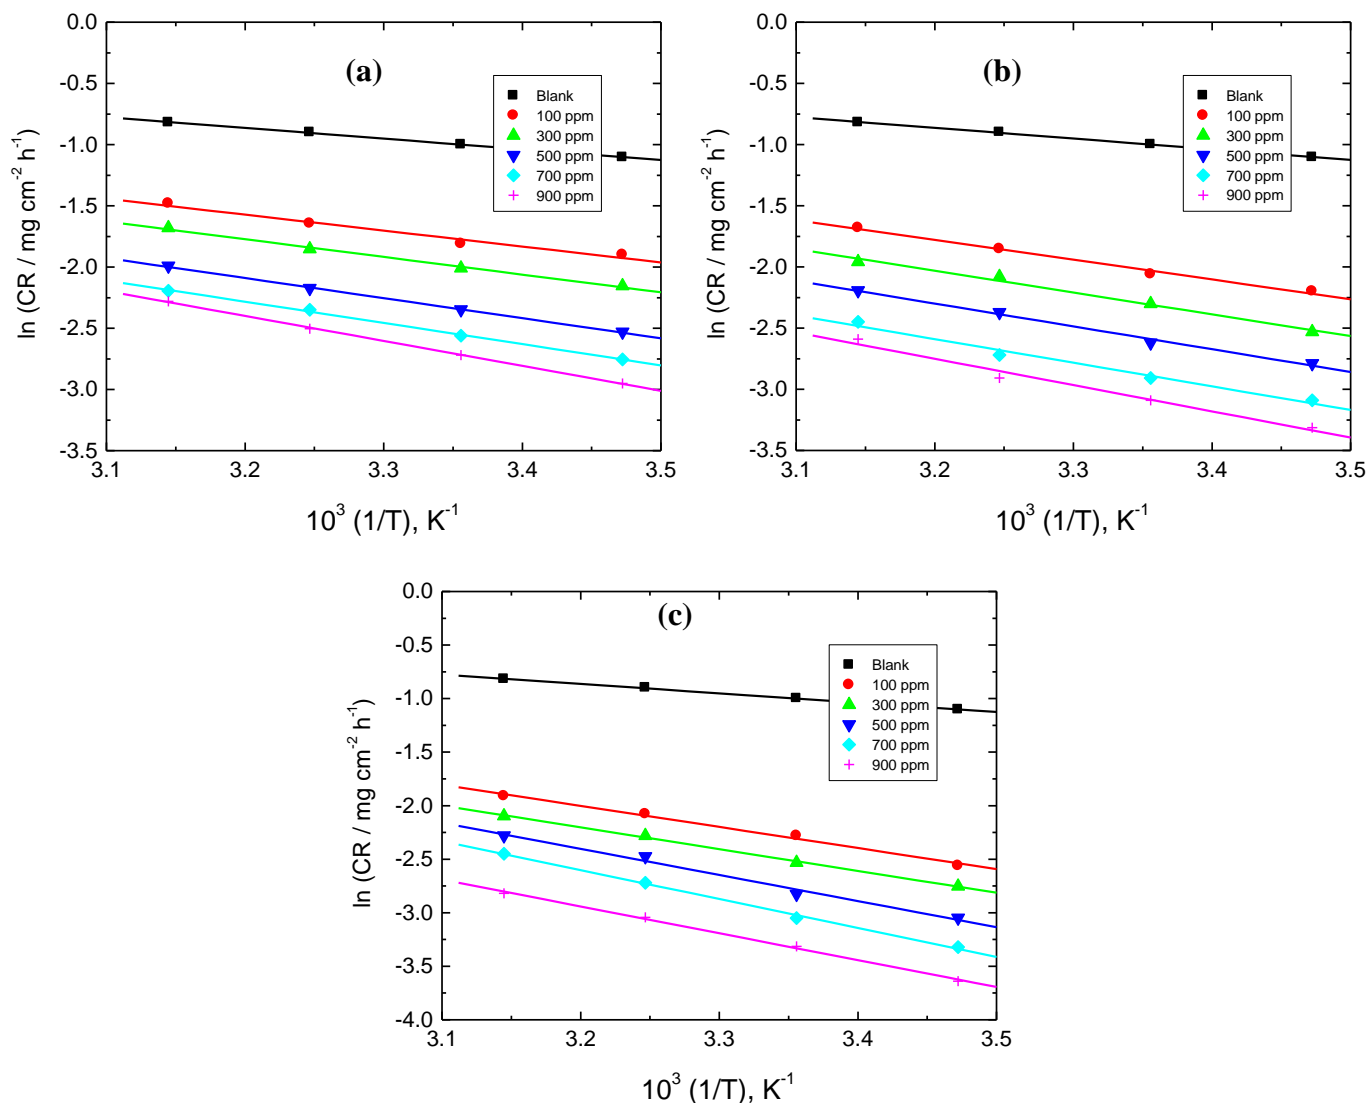 (a)
0.0
-0.5
-1.0
-1.5
-2.0
-2.5
-3.0
-3.5
3.1 3.2 3.3 3.4 3.5
ln (CR / mg cm⁻² h⁻¹)
10³ (1/T), K⁻¹
Blank
100 ppm
300 ppm
500 ppm
700 ppm
900 ppm
(b)
0.0
-0.5
-1.0
-1.5
-2.0
-2.5
-3.0
-3.5
3.1 3.2 3.3 3.4 3.5
ln (CR / mg cm⁻² h⁻¹)
10³ (1/T), K⁻¹
Blank
100 ppm
300 ppm
500 ppm
700 ppm
900 ppm
(c)
0.0
-0.5
-1.0
-1.5
-2.0
-2.5
-3.0
-3.5
-4.0
3.1 3.2 3.3 3.4 3.5
ln (CR / mg cm⁻² h⁻¹)
10³ (1/T), K⁻¹
Blank
100 ppm
300 ppm
500 ppm
700 ppm
900 ppm